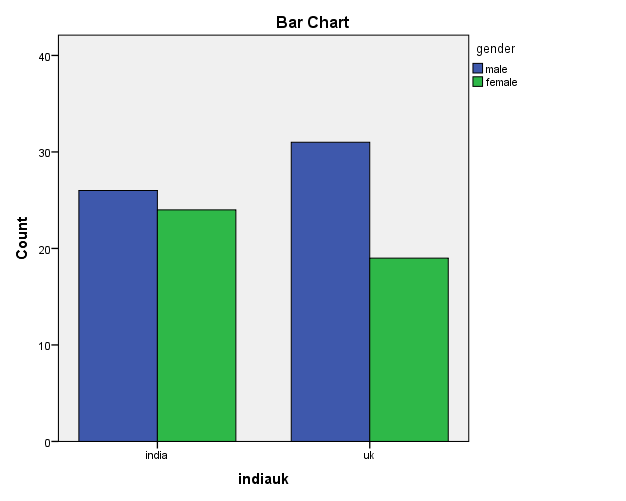 Bar Chart
gender
male
female
Count
40
30
20
10
0
india uk
indiauk